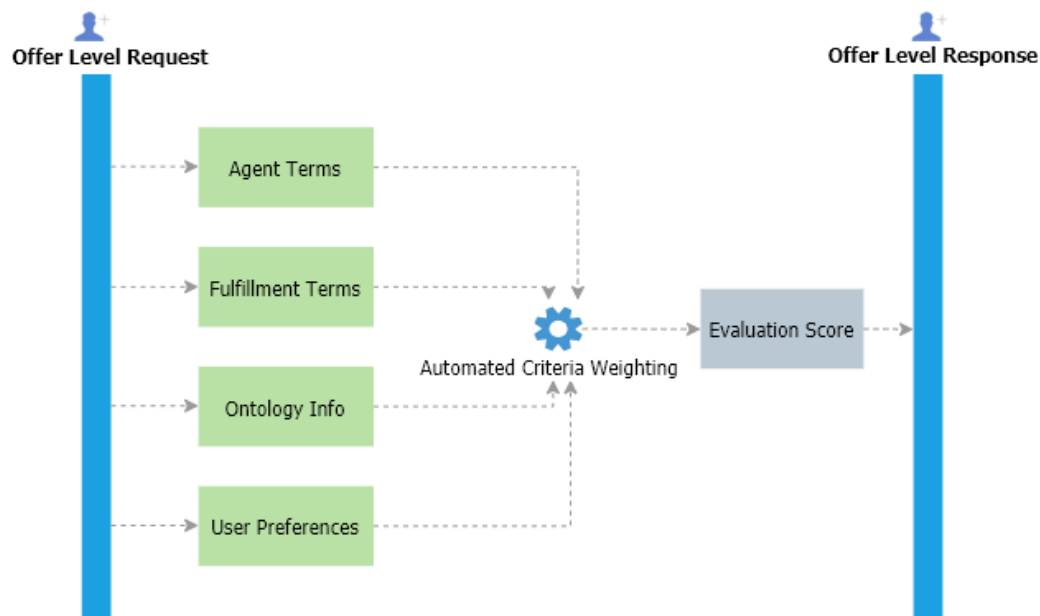 Offer Level Request
Offer Level Response
Agent Terms
Fulfillment Terms
Evaluation Score
Automated Criteria Weighting
Ontology Info
User Preferences